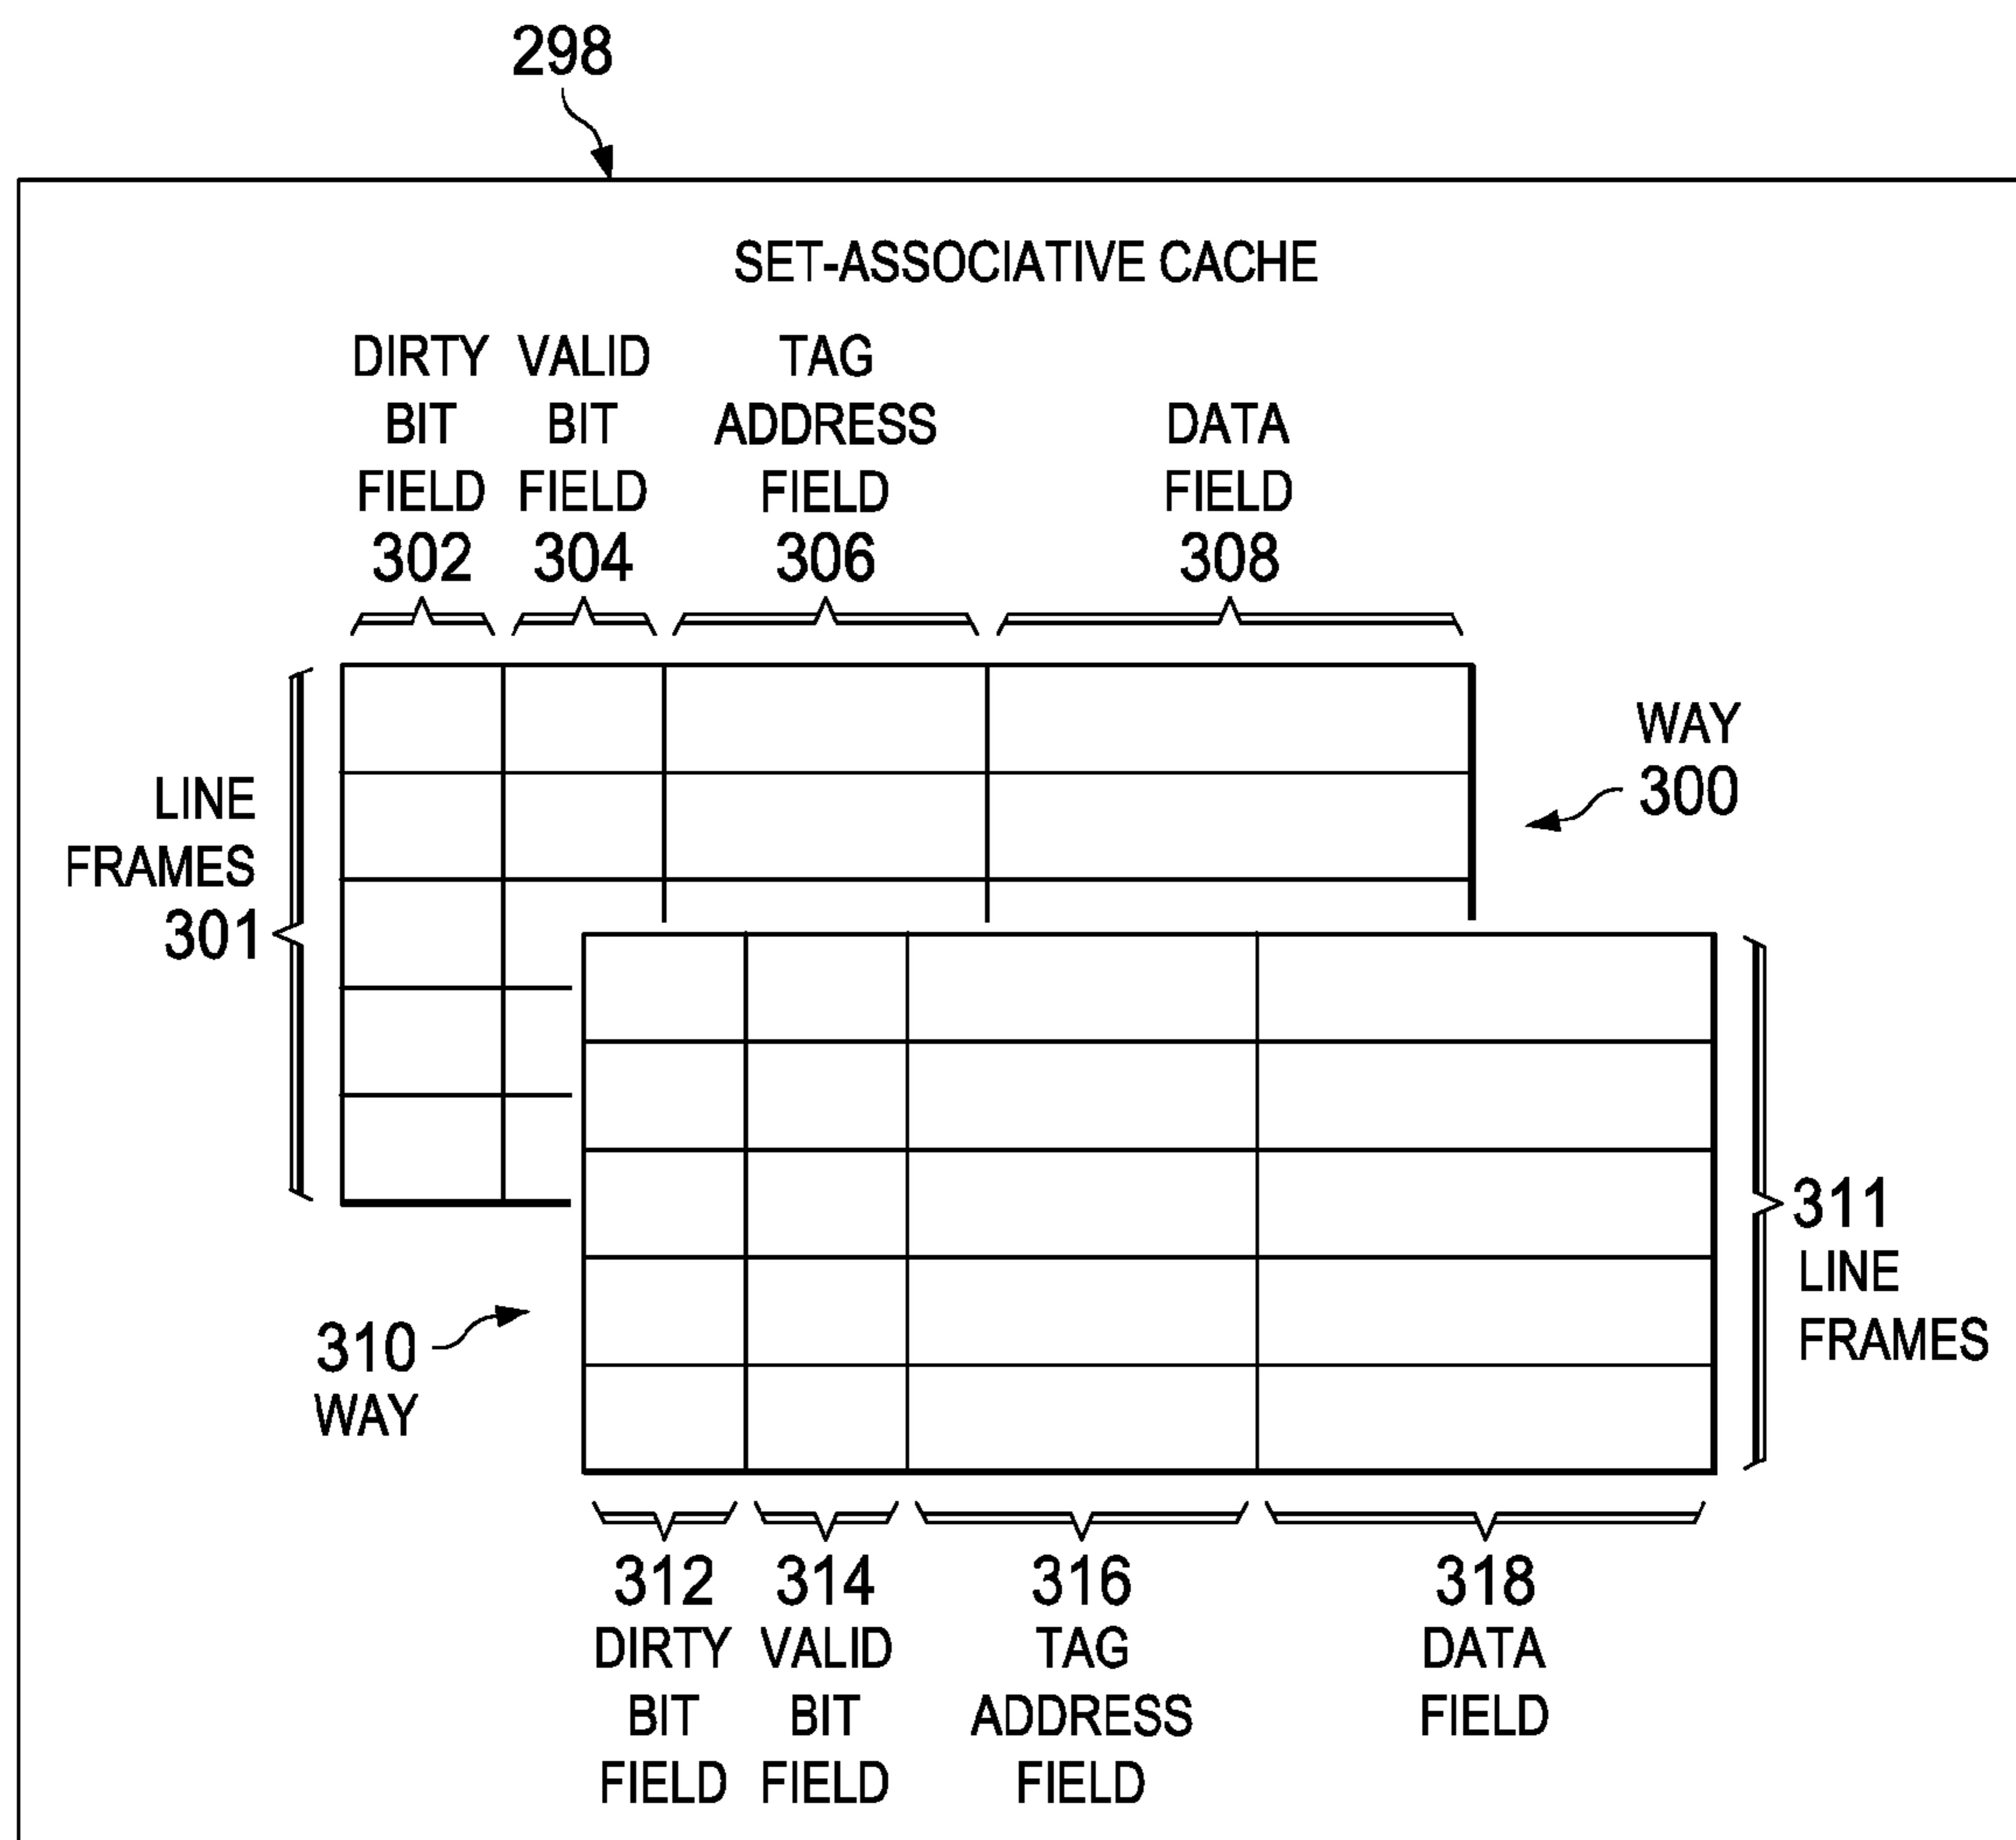 298
SET-ASSOCIATIVE CACHE
DIRTY
BIT
FIELD
302
VALID
BIT
FIELD
304
TAG
ADDRESS
FIELD
306
DATA
FIELD
308
WAY
300
LINE
FRAMES
301
311
LINE
FRAMES
310
WAY
312
DIRTY
BIT
FIELD
314
VALID
BIT
FIELD
316
TAG
ADDRESS
FIELD
318
DATA
FIELD